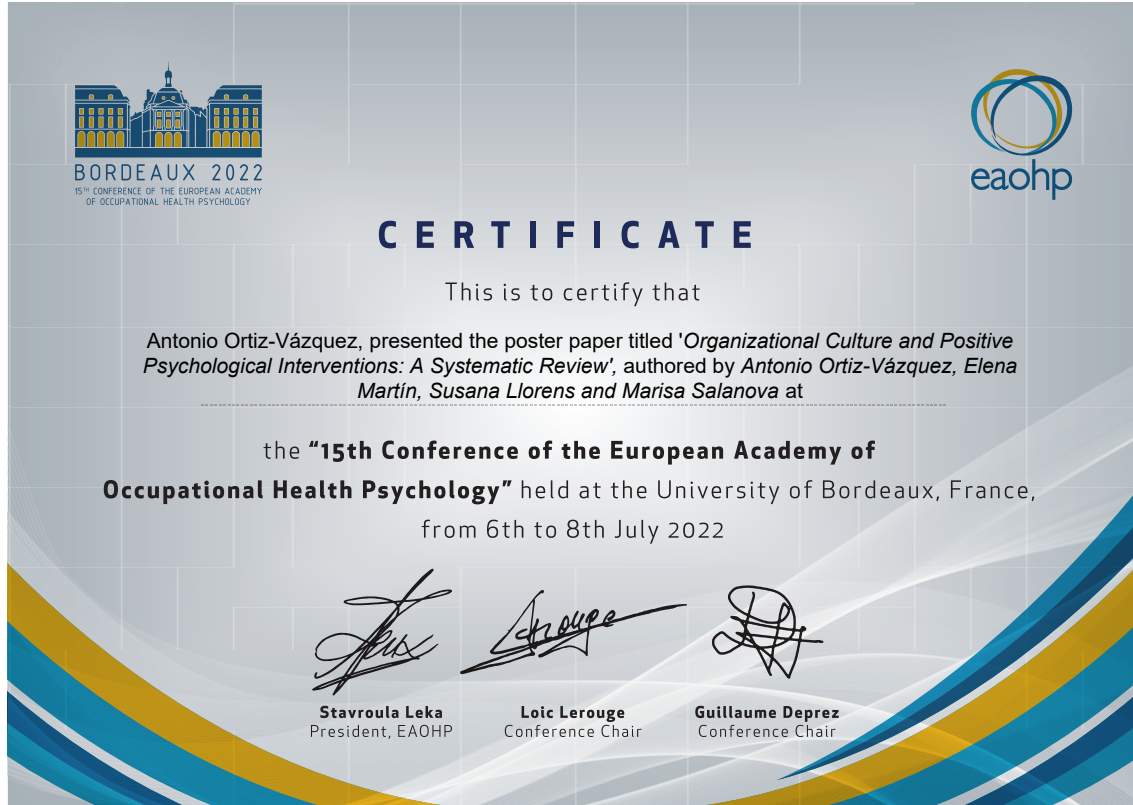 BORDEAUX 2022
15TH CONFERENCE OF THE EUROPEAN ACADEMY
OF OCCUPATIONAL HEALTH PSYCHOLOGY
eaohp
CERTIFICATE
This is to certify that
Antonio Ortiz-Vázquez, presented the poster paper titled 'Organizational Culture and Positive
Psychological Interventions: A Systematic Review', authored by Antonio Ortiz-Vázquez, Elena
Martín, Susana Llorens and Marisa Salanova at
the “15th Conference of the European Academy of
Occupational Health Psychology” held at the University of Bordeaux, France,
from 6th to 8th July 2022
Stavroula Leka
President, EAOHP
Loic Lerouge
Conference Chair
Guillaume Deprez
Conference Chair